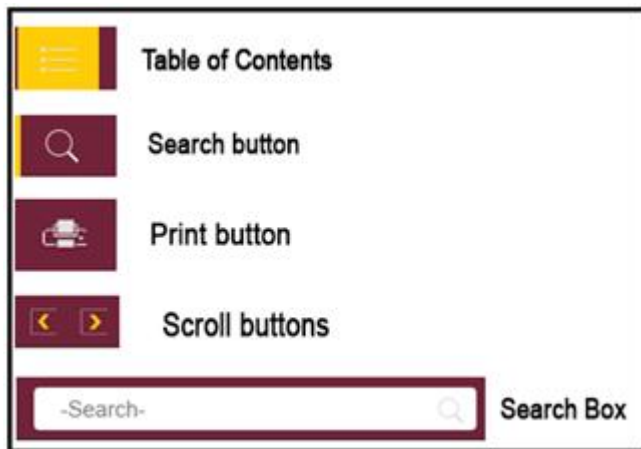 Table of Contents
Search button
Print button
Scroll buttons
-Search-
Search Box